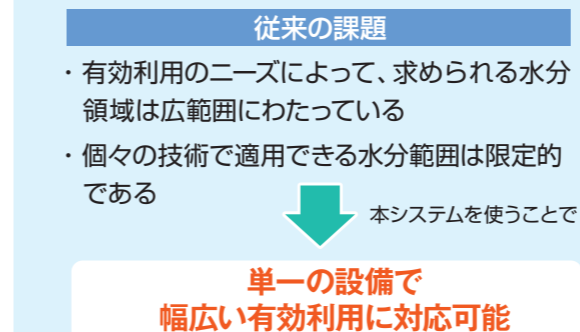 従来の課題
・有効利用のニーズによって、求められる水分
領域は広範囲にわたっている
・個々の技術で適用できる水分範囲は限定的
である
本システムを使うことで
単一の設備で
幅広い有効利用に対応可能